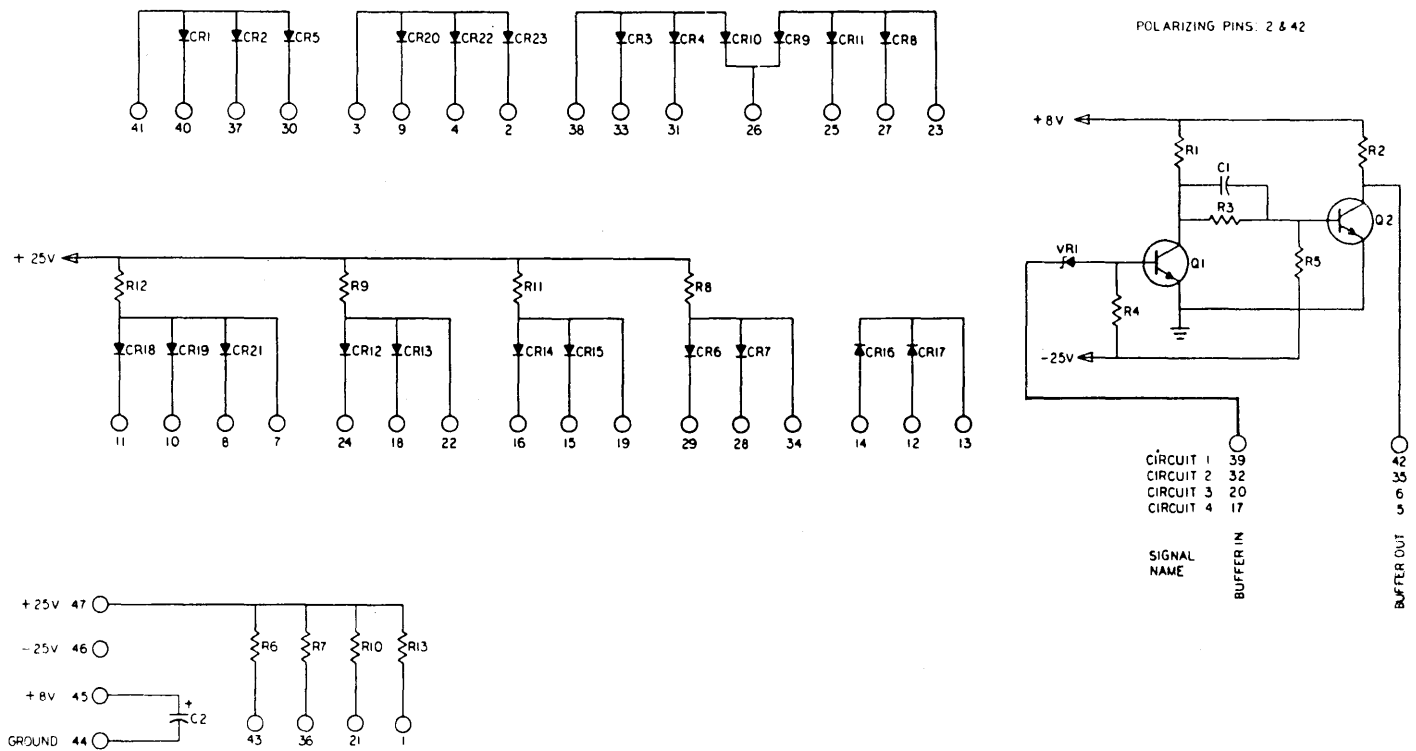 POLARIZING PINS: 2 & 42
CR1 CR2 CR5 CR20 CR22 CR23 CR3 CR4 CR10 CR9 CR11 CR8
41 40 37 30 3 9 4 2 38 33 31 26 25 27 23
+8V
R1 R2
C1
R3
Q2
VR1
Q1
R5
R4
-25V
+ 25V
R12 R9 R11 R8
CR18 CR19 CR21 CR12 CR13 CR14 CR15 CR6 CR7 CR16 CR17
11 10 8 7 24 18 22 16 15 19 29 28 34 14 12 13
CIRCUIT 1 39 42
CIRCUIT 2 32 35
CIRCUIT 3 20 6
CIRCUIT 4 17 5
SIGNAL
NAME
BUFFER IN
BUFFER OUT
+25V 47
R6 R7 R10 R13
-25V 46
+8V 45
+
C2
GROUND 44
43 36 21 1